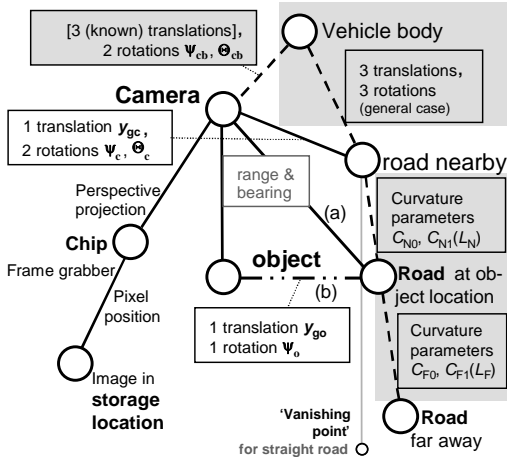 [3 (known) translations],
2 rotations Ψcb, Θcb
Vehicle body
3 translations,
3 rotations
(general case)
Camera
1 translation ygc,
2 rotations Ψc, Θc
road nearby
range &
bearing
Perspective
projection
(a)
Curvature
parameters
CN0, CN1(LN)
Chip
object
Frame grabber
Road at ob-
ject location
(b)
Pixel
position
1 translation ygo
1 rotation Ψo
Curvature
parameters
CF0, CF1(LF)
Image in
storage
location
'Vanishing
point'
for straight road
Road
far away